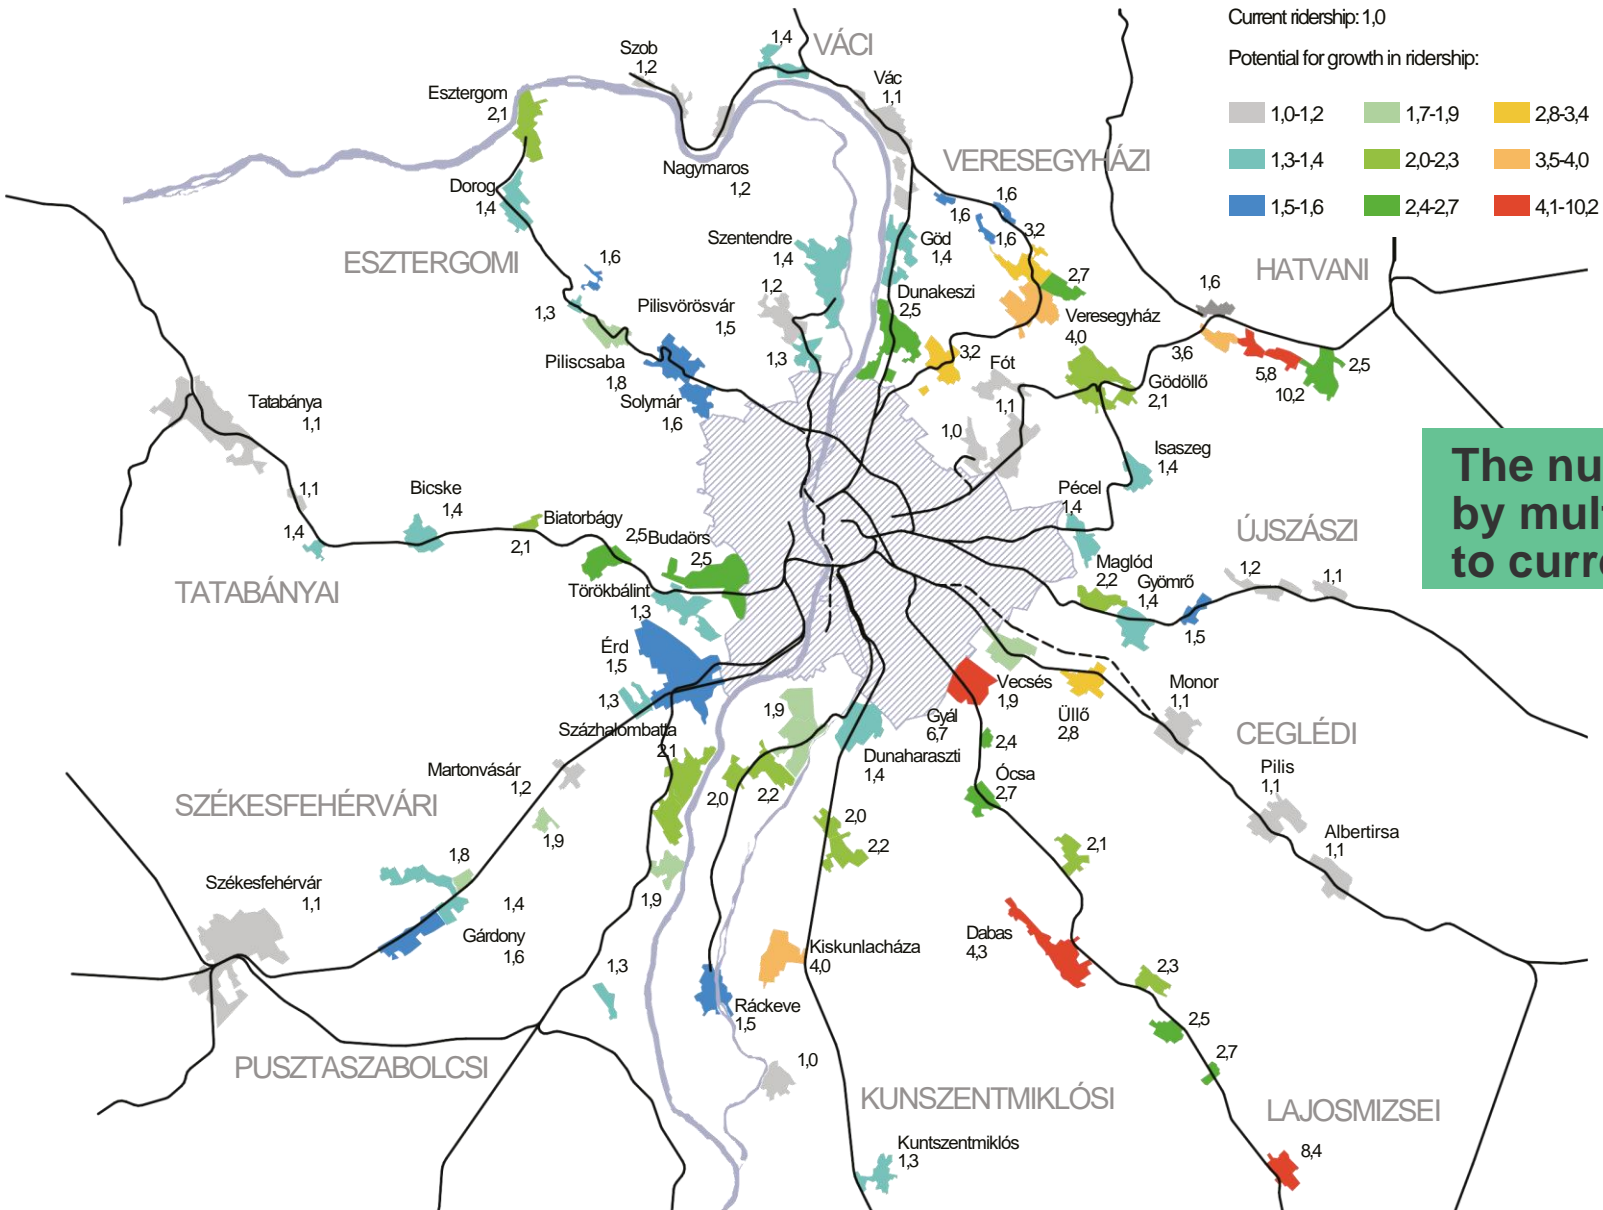 Current ridership: 1,0
Potential for growth in ridership:
1,0-1,2
1,7-1,9
2,8-3,4
1,3-1,4
2,0-2,3
3,5-4,0
1,5-1,6
2,4-2,7
4,1-10,2
VÁCI
1,4
Szob
1,2
Vác
1,1
Esztergom
2,1
Nagymaros
1,2
VERESEGYHÁZI
Dorog
1,4
1,6
1,6
1,6
3,2
Szentendre
1,4
Göd
1,4
ESZTERGOMI
HATVANI
1,6
1,2
2,7
1,6
Dunakeszi
2,5
1,3
Pilisvörösvár
1,5
Veresegyház
4,0
3,6
1,3
3,2
Piliscsaba
1,8
Fót
1,1
Solymár
1,6
Gödöllő
2,1
5,8
10,2
2,5
Tatabánya
1,1
1,0
Isaszeg
1,4
The nu
by mult
to curre
1,1
Bicske
1,4
Pécel
1,4
1,4
Biatorbágy
2,1
2,5
Budaörs
2,5
ÚJSZÁSZI
Maglód
2,2
Gyömrő
1,4
1,2
1,1
TATABÁNYAI
Törökbálint
1,3
1,5
Érd
1,5
1,3
Vecsés
1,9
Monor
1,1
Üllő
2,8
Százhalombatta
2,1
1,9
Gyál
6,7
2,4
CEGLÉDI
Dunaharaszti
1,4
Martonvásár
1,2
Ócsa
2,7
Pilis
1,1
SZÉKESFEHÉRVÁRI
2,0
2,2
2,0
2,2
1,9
2,1
Albertirsa
1,1
1,8
Székesfehérvár
1,1
1,9
1,4
Gárdony
1,6
Dabas
4,3
Kiskunlacháza
4,0
1,3
2,3
Ráckeve
1,5
2,5
1,0
2,7
PUSZTASZABOLCSI
KUNSZENTMIKLÓSI
LAJOSMIZSEI
Kuntszentmiklós
1,3
8,4